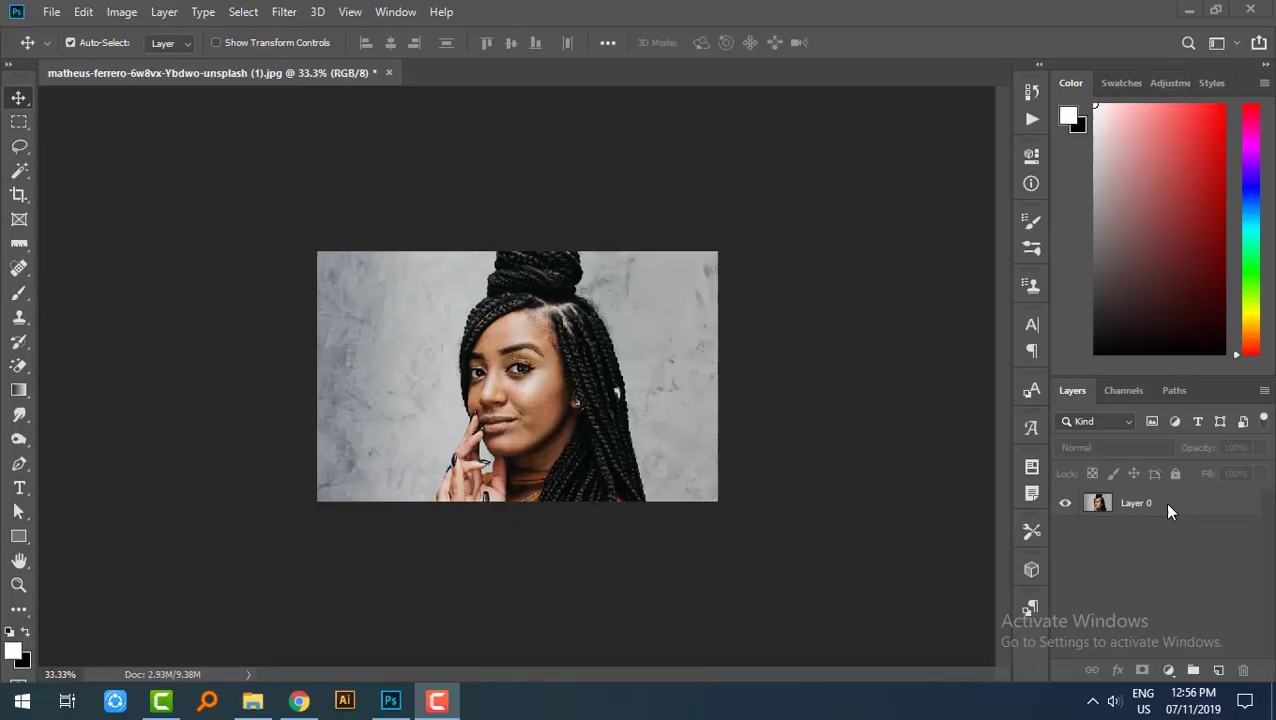 Ps File Edit Image Layer Type Select Filter 3D View Window Help
Auto-Select: Layer Show Transform Controls 3D Mode:
matheus-ferrero-6w8vx-Ybdwo-unsplash (1).jpg @ 33.3% (RGB/8) *
Color Swatches Adjustme Styles
Layers Channels Paths
Kind
Normal Opacity: 100%
Lock: Fill: 100%
Layer 0
Activate Windows
Go to Settings to activate Windows.
33.33% Doc: 2.93M/9.38M
Ai Ps
ENG 12:56 PM
US 07/11/2019